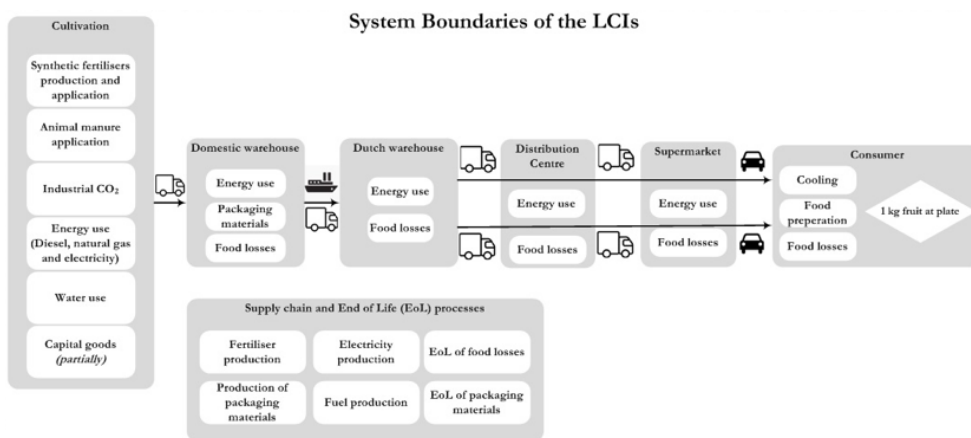 System Boundaries of the LCIs
Cultivation
Synthetic fertilisers
production and
application
Animal manure
application
Industrial CO₂
Energy use
(Diesel, natural gas
and electricity)
Water use
Capital goods
(partially)
Domestic warehouse
Energy use
Packaging
materials
Food losses
Dutch warehouse
Energy use
Food losses
Distribution
Centre
Energy use
Food losses
Supermarket
Energy use
Food losses
Consumer
Cooling
Food
preperation
Food losses
1 kg fruit at plate
Supply chain and End of Life (EoL) processes
Fertiliser
production
Electricity
production
EoL of food losses
Production of
packaging
materials
Fuel production
EoL of packaging
materials